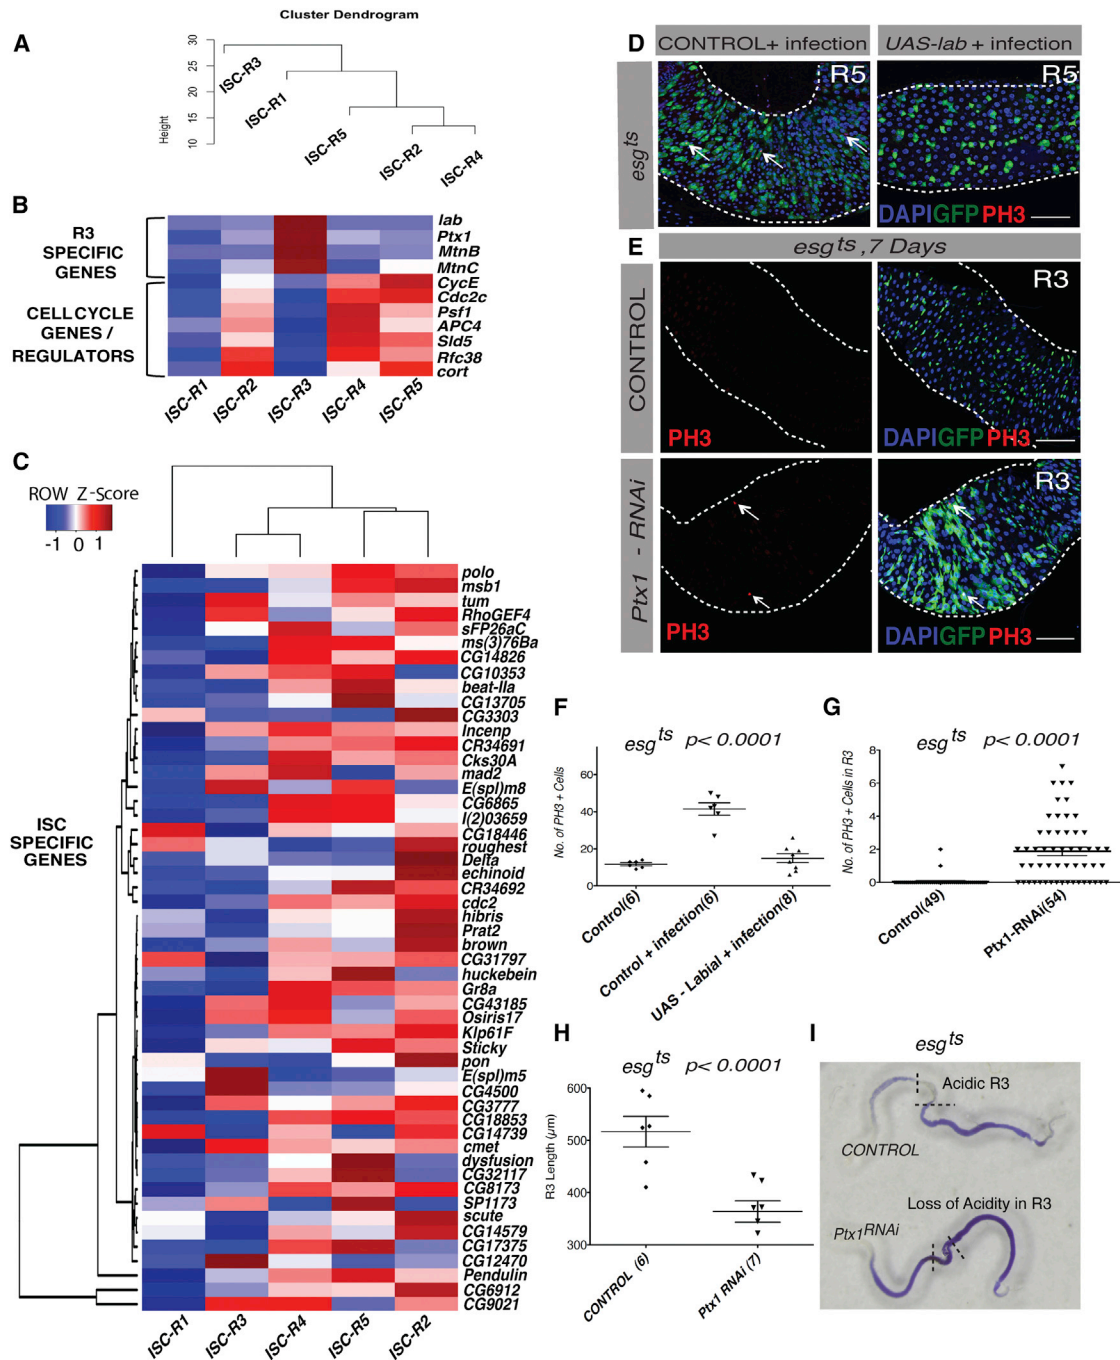 Cluster Dendrogram
A
30
25
20
15
10
Height
ISC-R3
ISC-R1
ISC-R5
ISC-R2
ISC-R4
B
R3
SPECIFIC
GENES
CELL CYCLE
GENES /
REGULATORS
lab
Ptx1
MtnB
MtnC
CycE
Cdc2c
Psf1
APC4
Sld5
Rfc38
cort
ISC-R1
ISC-R2
ISC-R3
ISC-R4
ISC-R5
C
ROW Z-Score
-1 0 1
ISC
SPECIFIC
GENES
polo
msb1
tum
RhoGEF4
sFP26aC
ms(3)76Ba
CG14826
CG10353
beat-IIa
CG13705
CG3303
Incenp
CR34691
Cks30A
mad2
E(spl)m8
CG6865
l(2)03659
CG18446
roughest
Delta
echinoid
CR34692
cdc2
hibris
Prat2
brown
CG31797
huckebein
Gr8a
CG43185
Osiris17
Klp61F
Sticky
pon
E(spl)m5
CG4500
CG3777
CG18853
CG14739
cmet
dysfusion
CG32117
CG8173
SP1173
scute
CG14579
CG17375
CG12470
Pendulin
CG6912
CG9021
ISC-R1
ISC-R3
ISC-R4
ISC-R5
ISC-R2
D
CONTROL+ infection
UAS-lab + infection
esgts
R5
R5
DAPIGFP PH3
E
esgts, 7 Days
CONTROL
PH3
R3
DAPIGFP PH3
Ptx1 - RNAi
PH3
R3
DAPIGFP PH3
F
esgts p< 0.0001
No. of PH3 + Cells
60
40
20
0
Control(6)
Control + infection(6)
UAS - Labial + infection(8)
G
esgts p< 0.0001
No. of PH3 + Cells in R3
8
6
4
2
0
Control(49)
Ptx1-RNAi(54)
H
esgts p< 0.0001
R3 Length (µm)
600
500
400
300
CONTROL (6)
Ptx1 RNAi (7)
I
esgts
Acidic R3
CONTROL
Loss of Acidity in R3
Ptx1RNAi